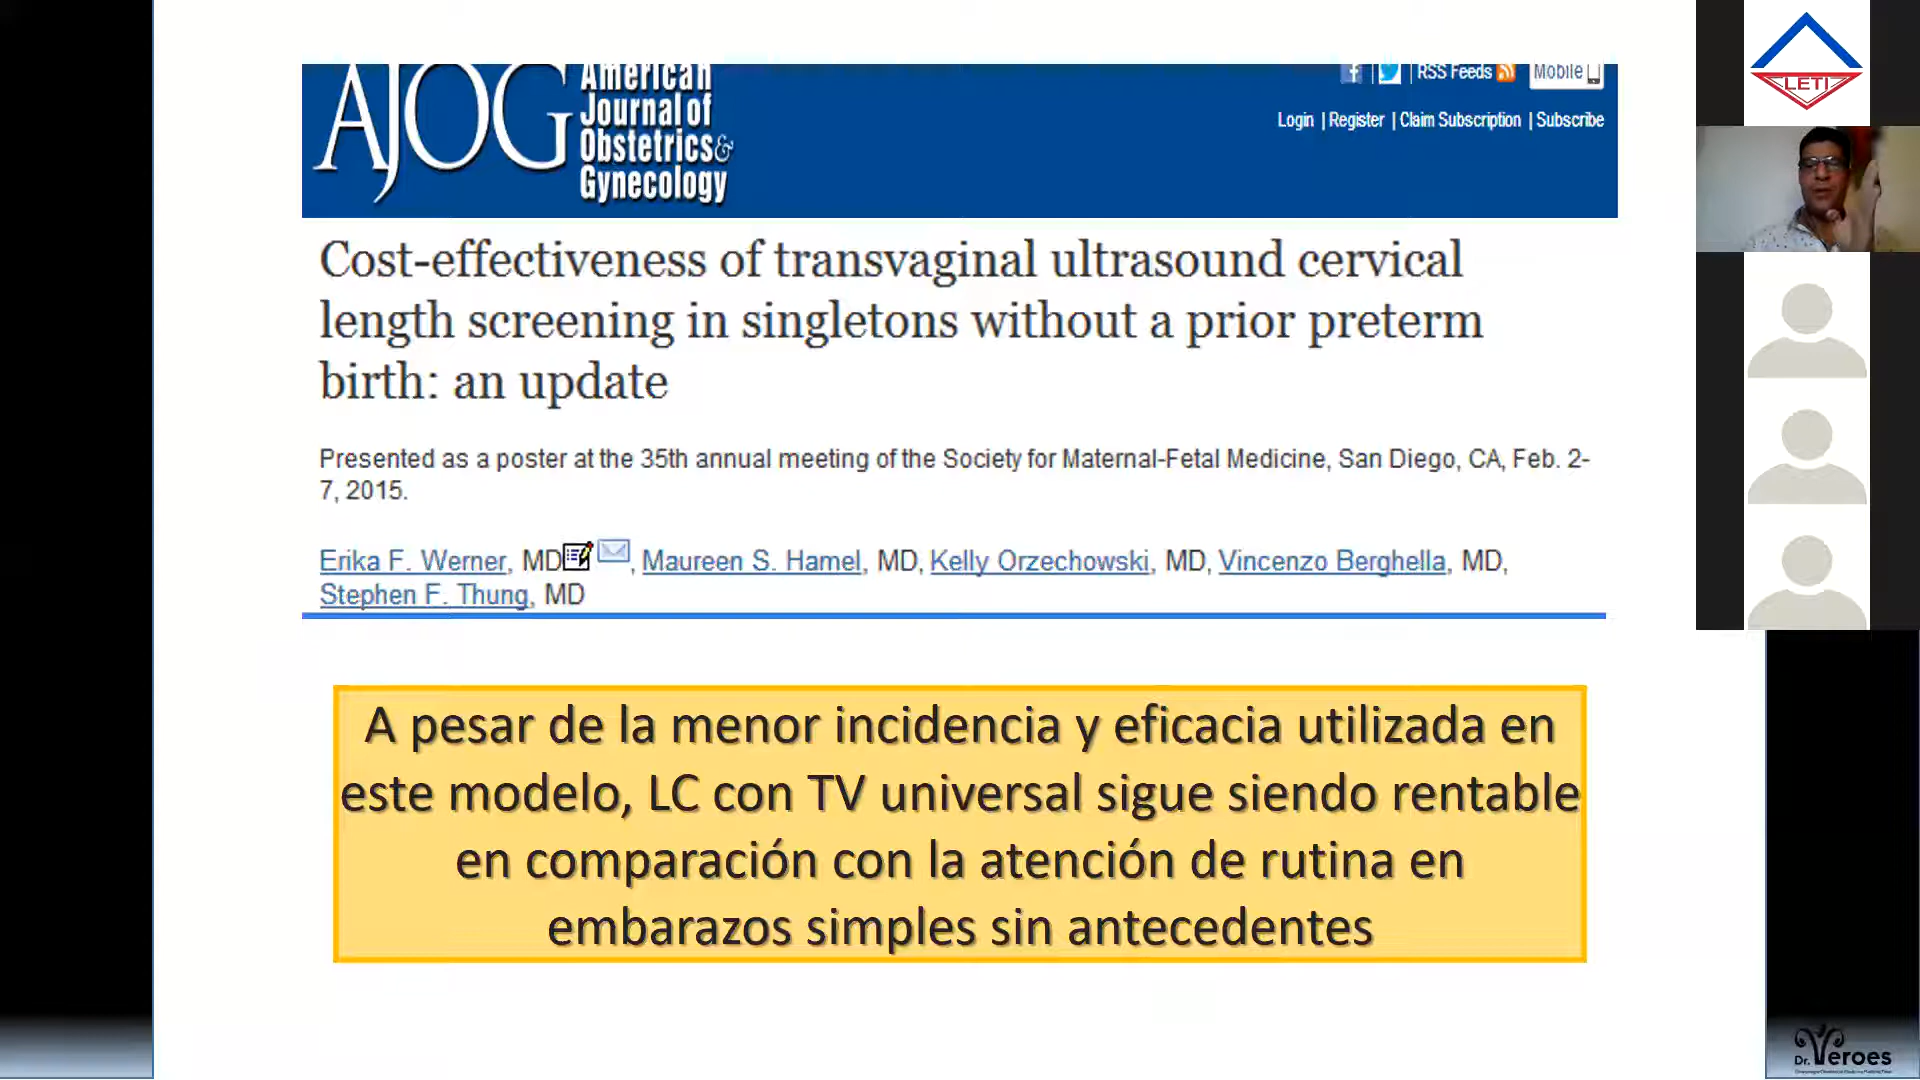 AJOG American Journal of Obstetrics & Gynecology
RSS Feeds
Mobile
Login | Register | Claim Subscription | Subscribe
Cost-effectiveness of transvaginal ultrasound cervical
length screening in singletons without a prior preterm
birth: an update
Presented as a poster at the 35th annual meeting of the Society for Maternal-Fetal Medicine, San Diego, CA, Feb. 2-
7, 2015.
Erika F. Werner, MD, Maureen S. Hamel, MD, Kelly Orzechowski, MD, Vincenzo Berghella, MD,
Stephen F. Thung, MD
A pesar de la menor incidencia y eficacia utilizada en
este modelo, LC con TV universal sigue siendo rentable
en comparación con la atención de rutina en
embarazos simples sin antecedentes
LETI
Dr. Veroes